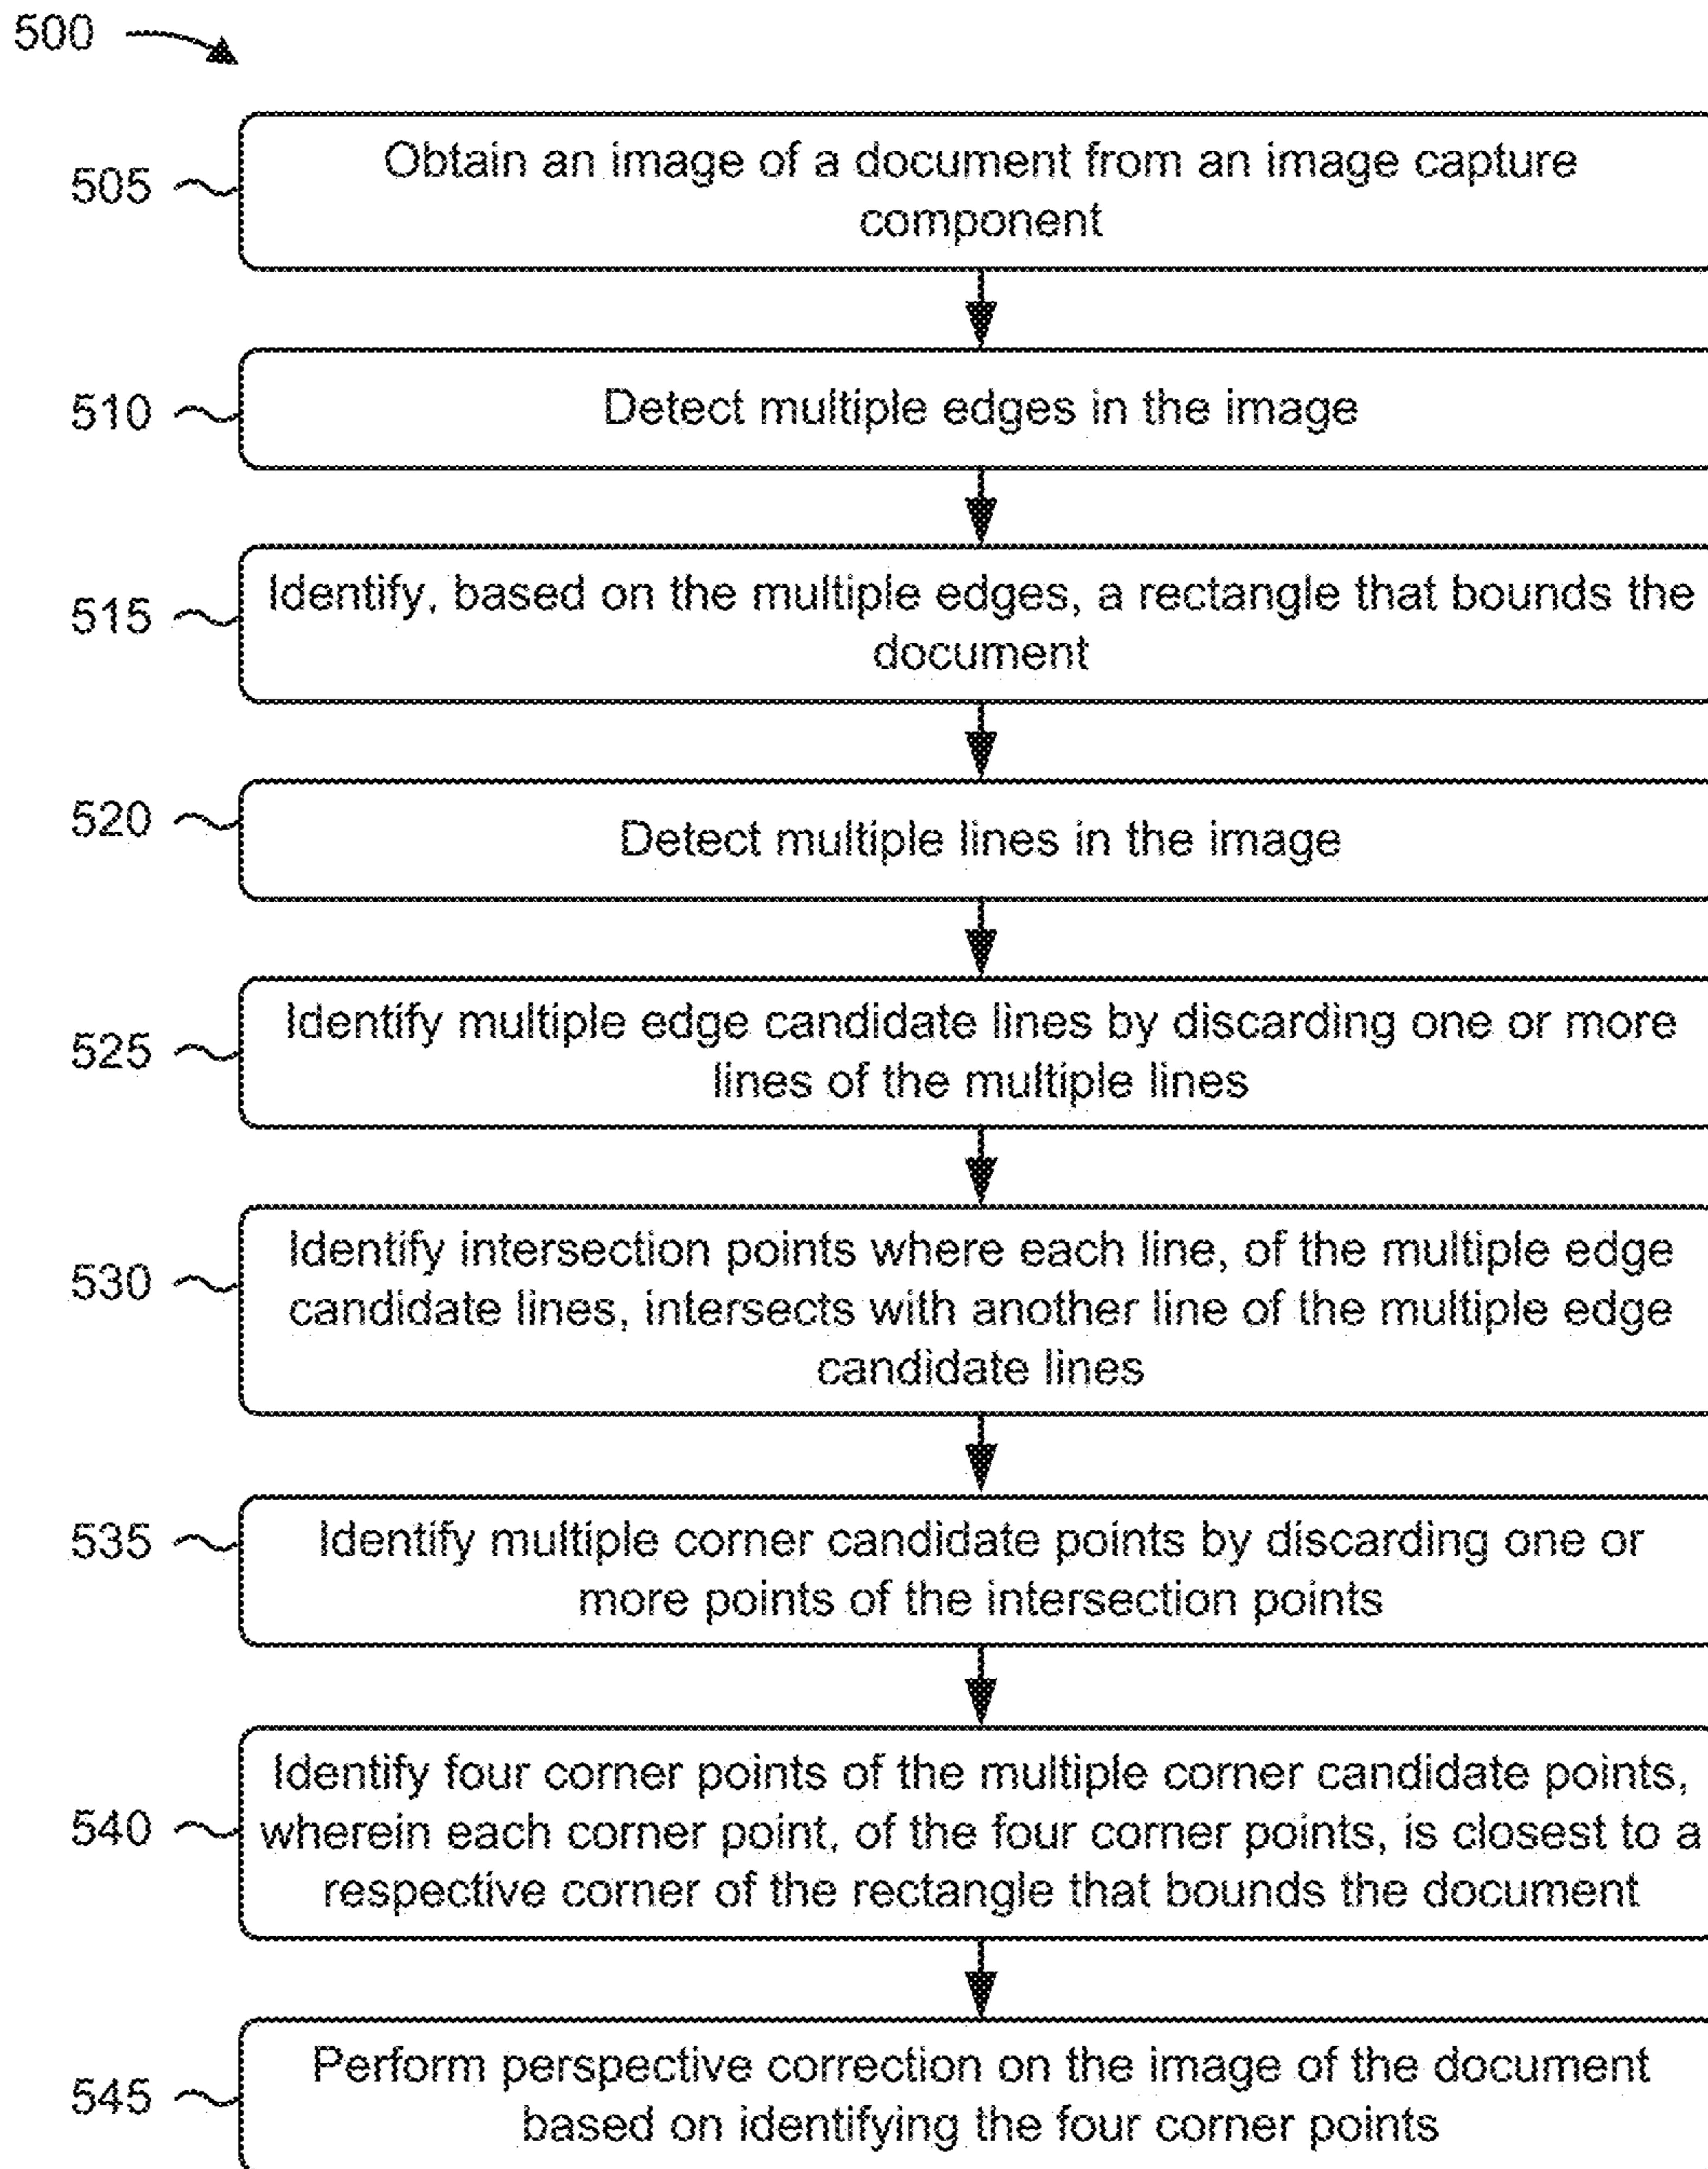 500
505
Obtain an image of a document from an image capture
component
510
Detect multiple edges in the image
515
Identify, based on the multiple edges, a rectangle that bounds the
document
520
Detect multiple lines in the image
525
Identify multiple edge candidate lines by discarding one or more
lines of the multiple lines
530
Identify intersection points where each line, of the multiple edge
candidate lines, intersects with another line of the multiple edge
candidate lines
535
Identify multiple corner candidate points by discarding one or
more points of the intersection points
540
Identify four corner points of the multiple corner candidate points,
wherein each corner point, of the four corner points, is closest to a
respective corner of the rectangle that bounds the document
545
Perform perspective correction on the image of the document
based on identifying the four corner points